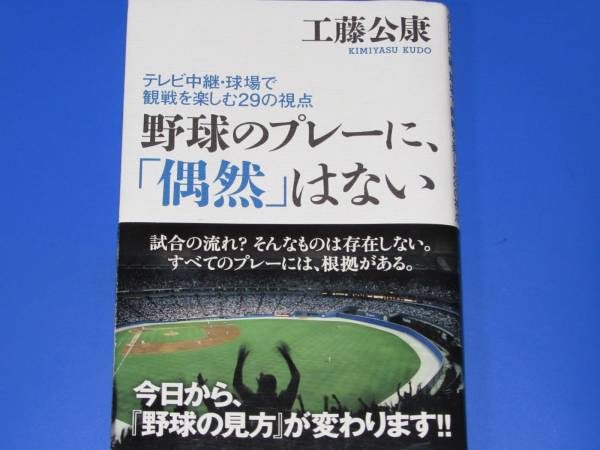 工藤公康
KIMIYASU KUDO
テレビ中継・球場で
観戦を楽しむ29の視点
野球のプレーに、
「偶然」はない
試合の流れ? そんなものは存在しない。
すべてのプレーには、根拠がある。
今日から、
『野球の見方』が変わります!!